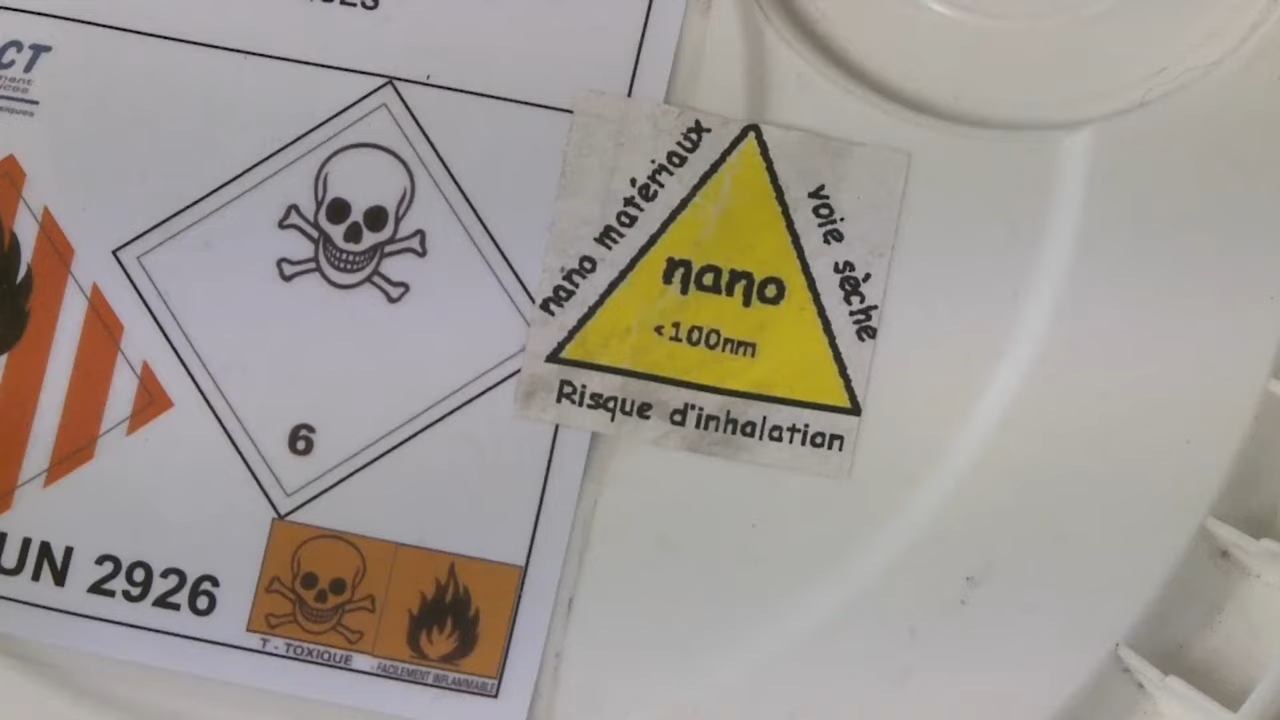 CT
6
UN 2926
T - TOXIQUE
- FACILEMENT INFLAMMABLE
nano matériaux
voie sèche
nano
<100nm
Risque d'inhalation